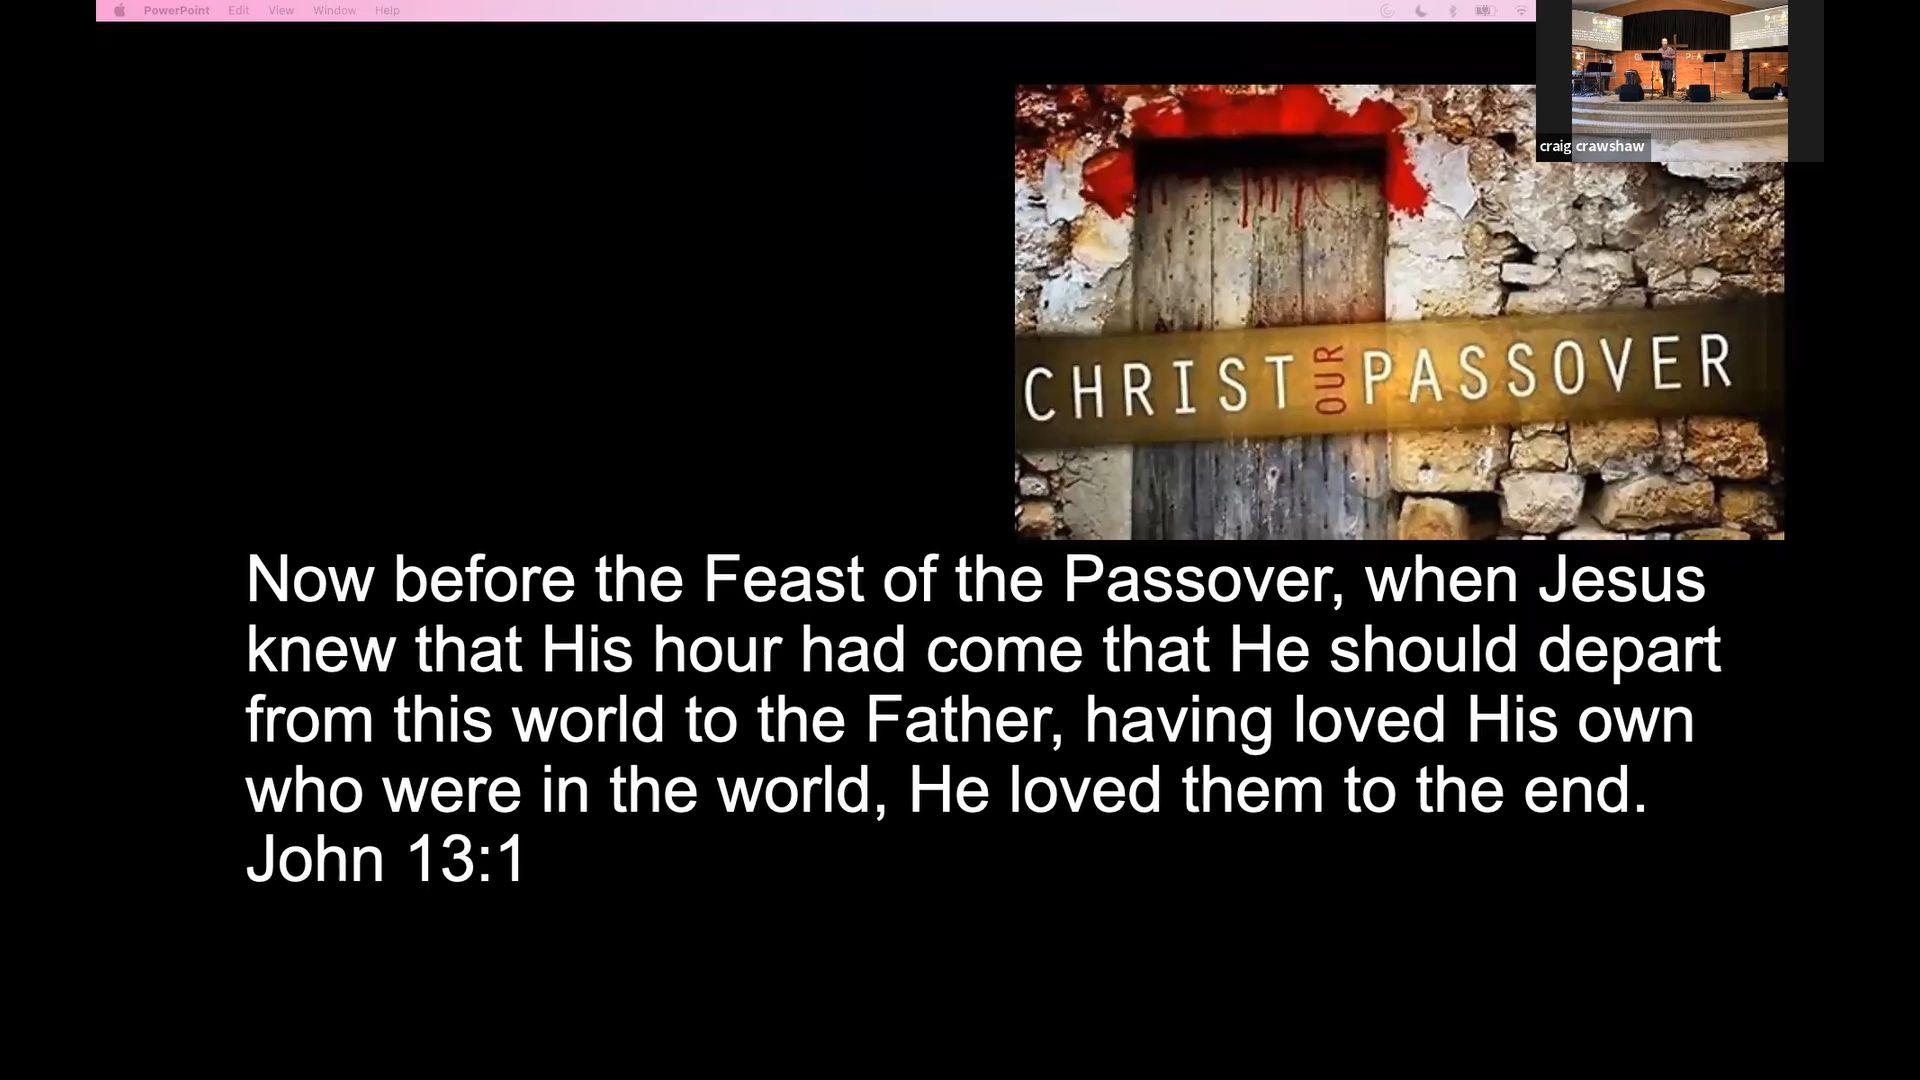 PowerPoint Edit View Window Help
craig crawshaw
CHRIST OUR PASSOVER
Now before the Feast of the Passover, when Jesus
knew that His hour had come that He should depart
from this world to the Father, having loved His own
who were in the world, He loved them to the end.
John 13:1